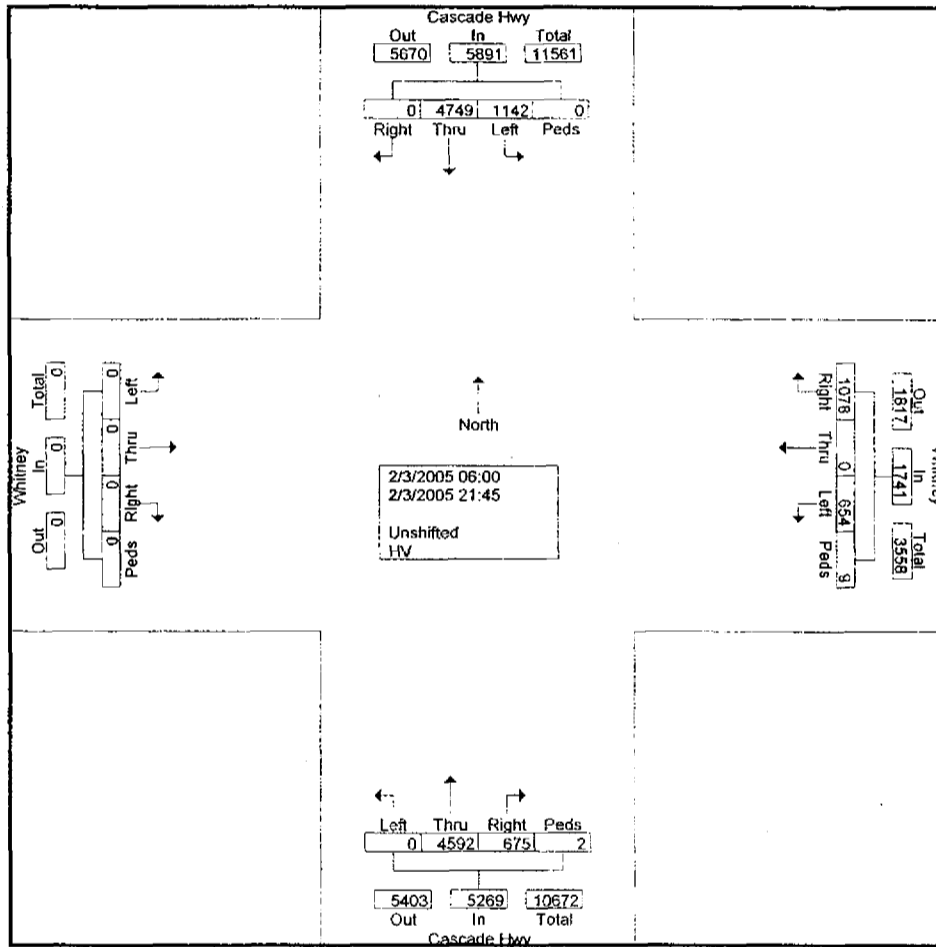 Cascade Hwy
Out In Total
5670 5891 11561
0 4749 1142 0
Right Thru Left Peds
Whitney
Total In Out
0 0 0
0 0 0 0
Left Thru Right Peds
North
2/3/2005 06:00
2/3/2005 21:45
Unshifted
HV
Right Thru Left Peds
1078 0 654 9
Out In Total
1817 1741 3558
Whitney
Left Thru Right Peds
0 4592 675 2
5403 5269 10672
Out In Total
Cascade Hwy